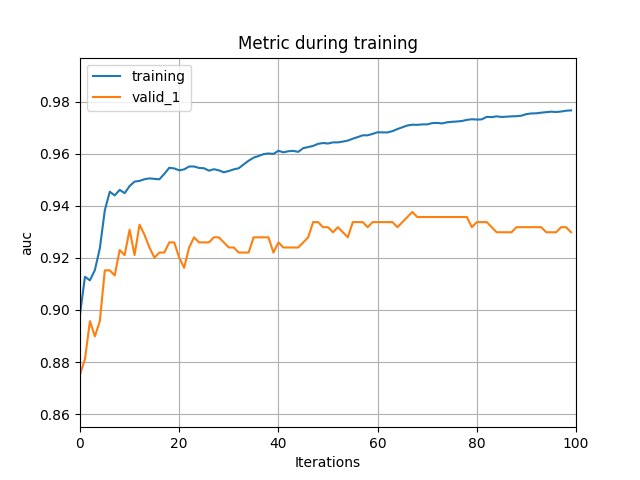 Metric during training
training
valid_1
0.98
0.96
0.94
0.92
0.90
0.88
0.86
auc
0 20 40 60 80 100
Iterations